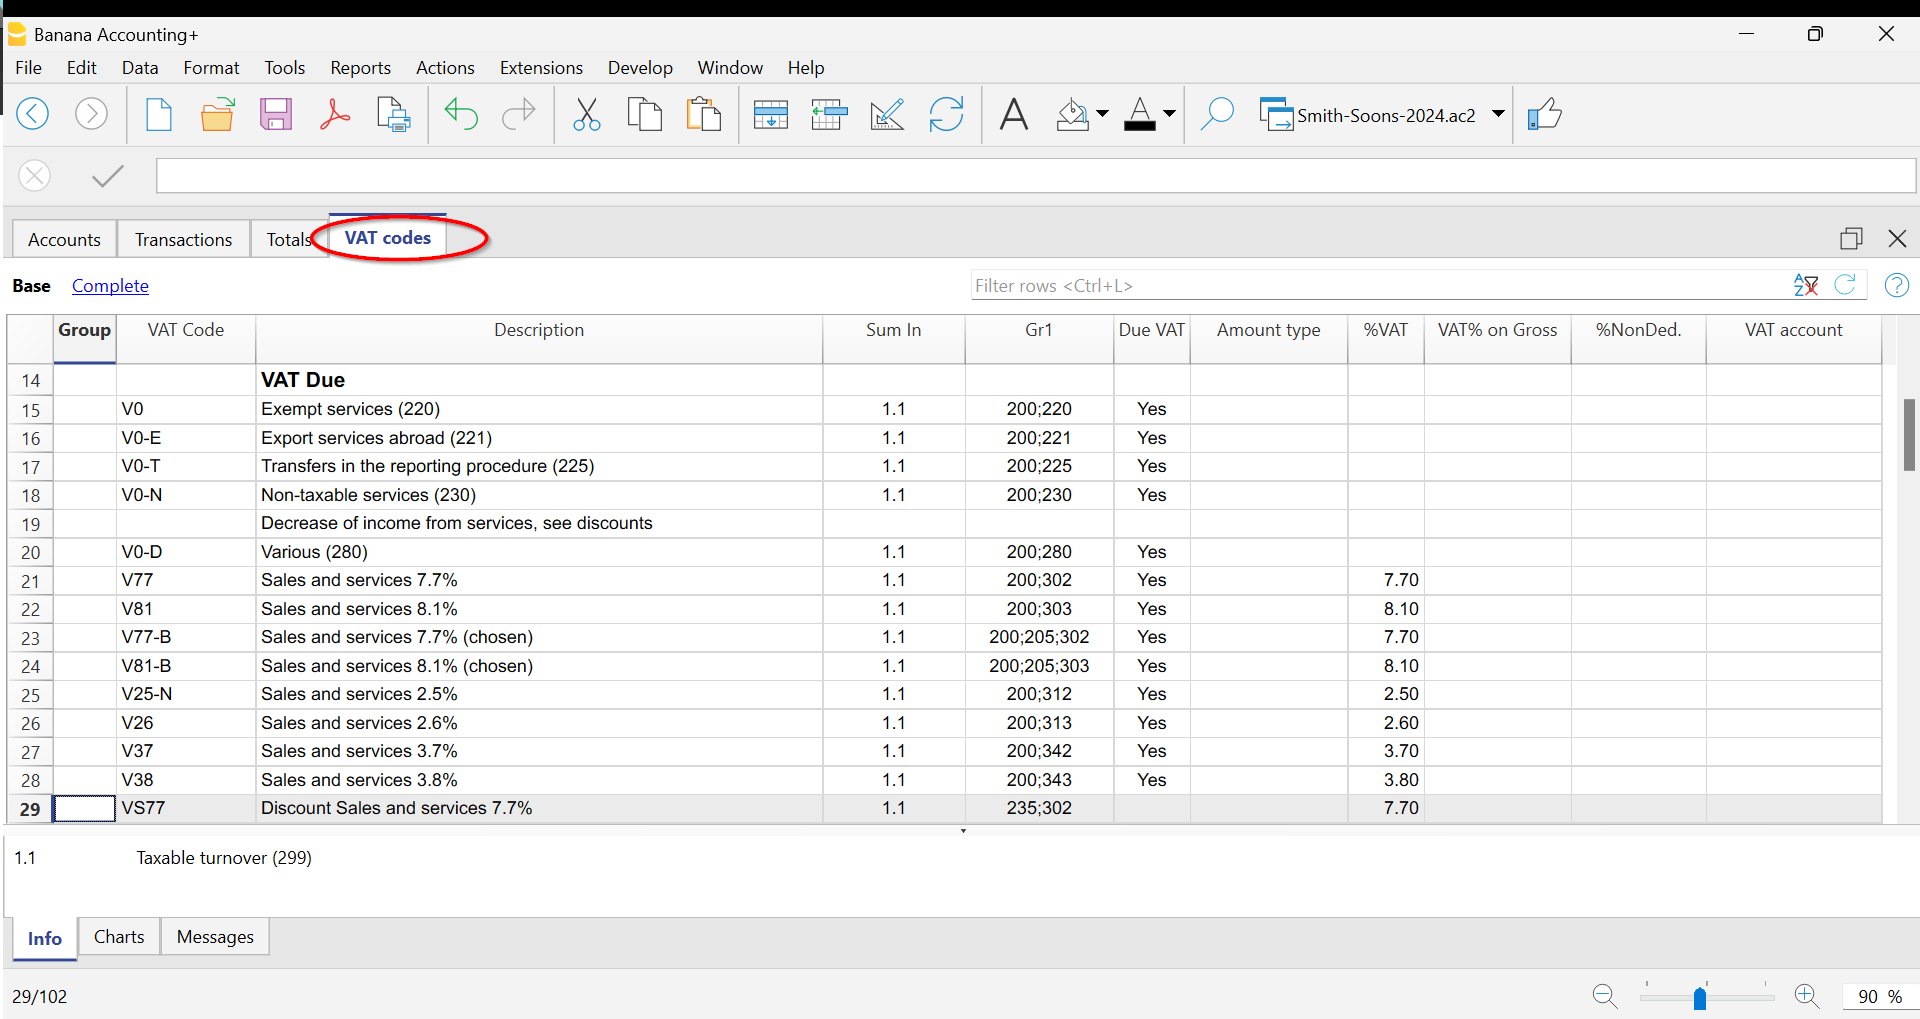 Banana Accounting+
File Edit Data Format Tools Reports Actions Extensions Develop Window Help
Smith-Soons-2024.ac2
Accounts Transactions Totals VAT codes
Base Complete Filter rows <Ctrl+L>
Group VAT Code Description Sum In Gr1 Due VAT Amount type %VAT VAT% on Gross %NonDed. VAT account
14 VAT Due
15 V0 Exempt services (220) 1.1 200;220 Yes
16 V0-E Export services abroad (221) 1.1 200;221 Yes
17 V0-T Transfers in the reporting procedure (225) 1.1 200;225 Yes
18 V0-N Non-taxable services (230) 1.1 200;230 Yes
19 Decrease of income from services, see discounts
20 V0-D Various (280) 1.1 200;280 Yes
21 V77 Sales and services 7.7% 1.1 200;302 Yes 7.70
22 V81 Sales and services 8.1% 1.1 200;303 Yes 8.10
23 V77-B Sales and services 7.7% (chosen) 1.1 200;205;302 Yes 7.70
24 V81-B Sales and services 8.1% (chosen) 1.1 200;205;303 Yes 8.10
25 V25-N Sales and services 2.5% 1.1 200;312 Yes 2.50
26 V26 Sales and services 2.6% 1.1 200;313 Yes 2.60
27 V37 Sales and services 3.7% 1.1 200;342 Yes 3.70
28 V38 Sales and services 3.8% 1.1 200;343 Yes 3.80
29 VS77 Discount Sales and services 7.7% 1.1 235;302 7.70
1.1 Taxable turnover (299)
Info Charts Messages
29/102 90 %